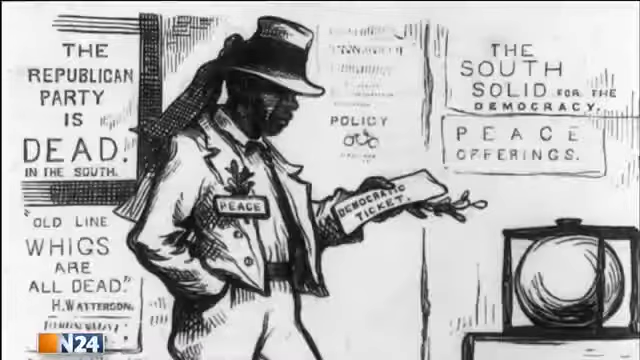 THE
REPUBLICAN
PARTY
IS
DEAD.
IN THE SOUTH.
"OLD LINE
WHIGS
ARE
ALL DEAD."
H. WATTERSON.
PEACE
DEMOCRATIC
TICKET.
POLICY
THE
SOUTH
SOLID FOR THE
DEMOCRACY.
PEACE
OFFERINGS.
N24